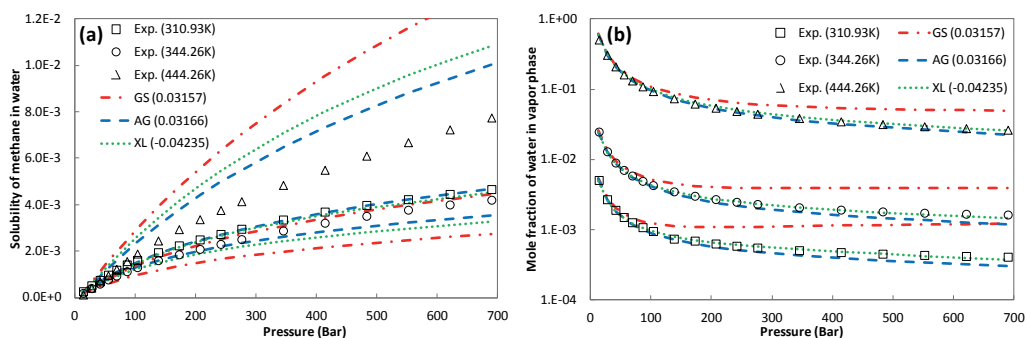 (a)
1.2E-2
1.0E-2
8.0E-3
6.0E-3
4.0E-3
2.0E-3
0.0E+0
Solubility of methane in water
Exp. (310.93K)
Exp. (344.26K)
Exp. (444.26K)
GS (0.03157)
AG (0.03166)
XL (-0.04235)
0 100 200 300 400 500 600 700
Pressure (Bar)
(b)
1.E+00
1.E-01
1.E-02
1.E-03
1.E-04
Mole fraction of water in vapor phase
Exp. (310.93K) GS (0.03157)
Exp. (344.26K) AG (0.03166)
Exp. (444.26K) XL (-0.04235)
0 100 200 300 400 500 600 700
Pressure (Bar)